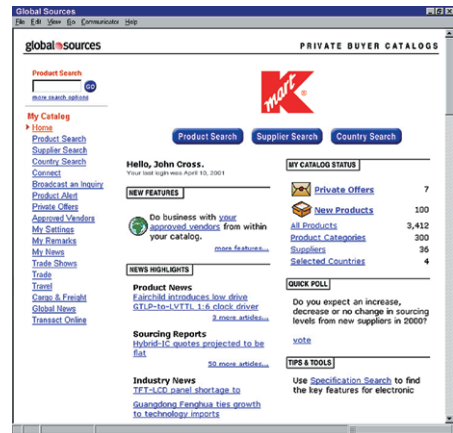 Global Sources
File Edit View Go Communicator Help
global sources
PRIVATE BUYER CATALOGS
Product Search
GO
more search options
My Catalog
Home
Product Search
Supplier Search
Country Search
Connect
Broadcast an Inquiry
Product Alert
Private Offers
Approved Vendors
My Settings
My Remarks
My News
Trade Shows
Trade
Travel
Cargo & Freight
Global News
Transact Online
K
mart
Product Search
Supplier Search
Country Search
Hello, John Cross.
Your last login was April 19, 2001
NEW FEATURES
Do business with your
approved vendors from within
your catalog.
more features...
NEWS HIGHLIGHTS
Product News
Fairchild introduces low drive
GTLP-to-LVTTL 1:6 clock driver
3 more articles...
Sourcing Reports
Hybrid-IC quotes projected to be
flat
50 more articles...
Industry News
TFT-LCD panel shortage to
Guangdong Fenghua ties growth
to technology imports
MY CATALOG STATUS
Private Offers 7
New Products 100
All Products 3,412
Product Categories 300
Suppliers 36
Selected Countries 4
QUICK POLL
Do you expect an increase,
decrease or no change in sourcing
levels from new suppliers in 2000?
vote
TIPS & TOOLS
Use Specification Search to find
the key features for electronic